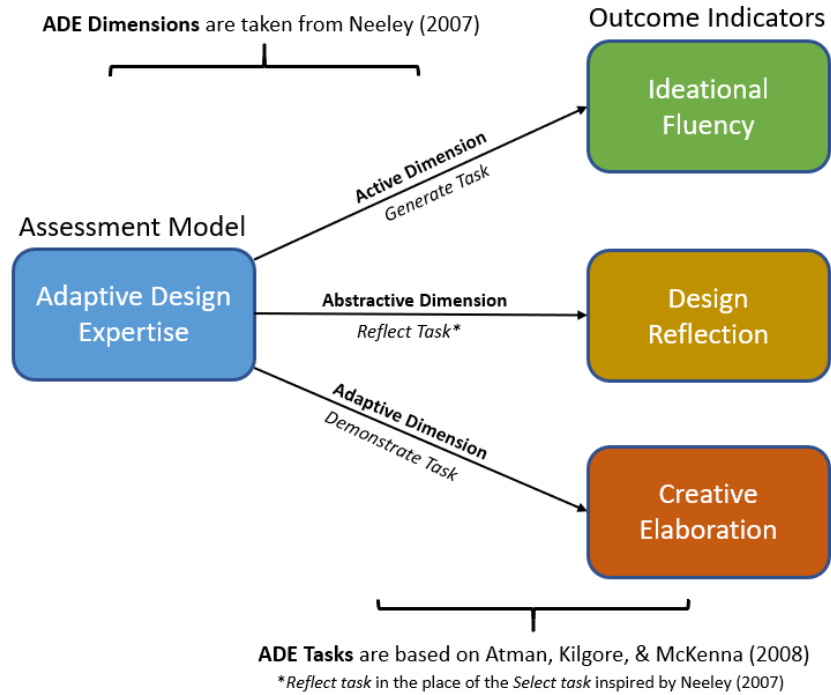 ADE Dimensions are taken from Neeley (2007)
Outcome Indicators
Ideational
Fluency
Active Dimension
Generate Task
Assessment Model
Adaptive Design
Expertise
Abstractive Dimension
Reflect Task*
Design
Reflection
Adaptive Dimension
Demonstrate Task
Creative
Elaboration
ADE Tasks are based on Atman, Kilgore, & McKenna (2008)
*Reflect task in the place of the Select task inspired by Neeley (2007)